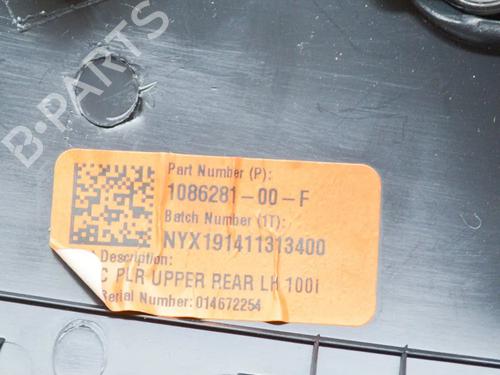 B·PARTS
Part Number (P):
1086281-00-F
Batch Number (1T):
NYX191411313400
Description:
C PLR UPPER REAR LH 100i
Serial Number: 014672254